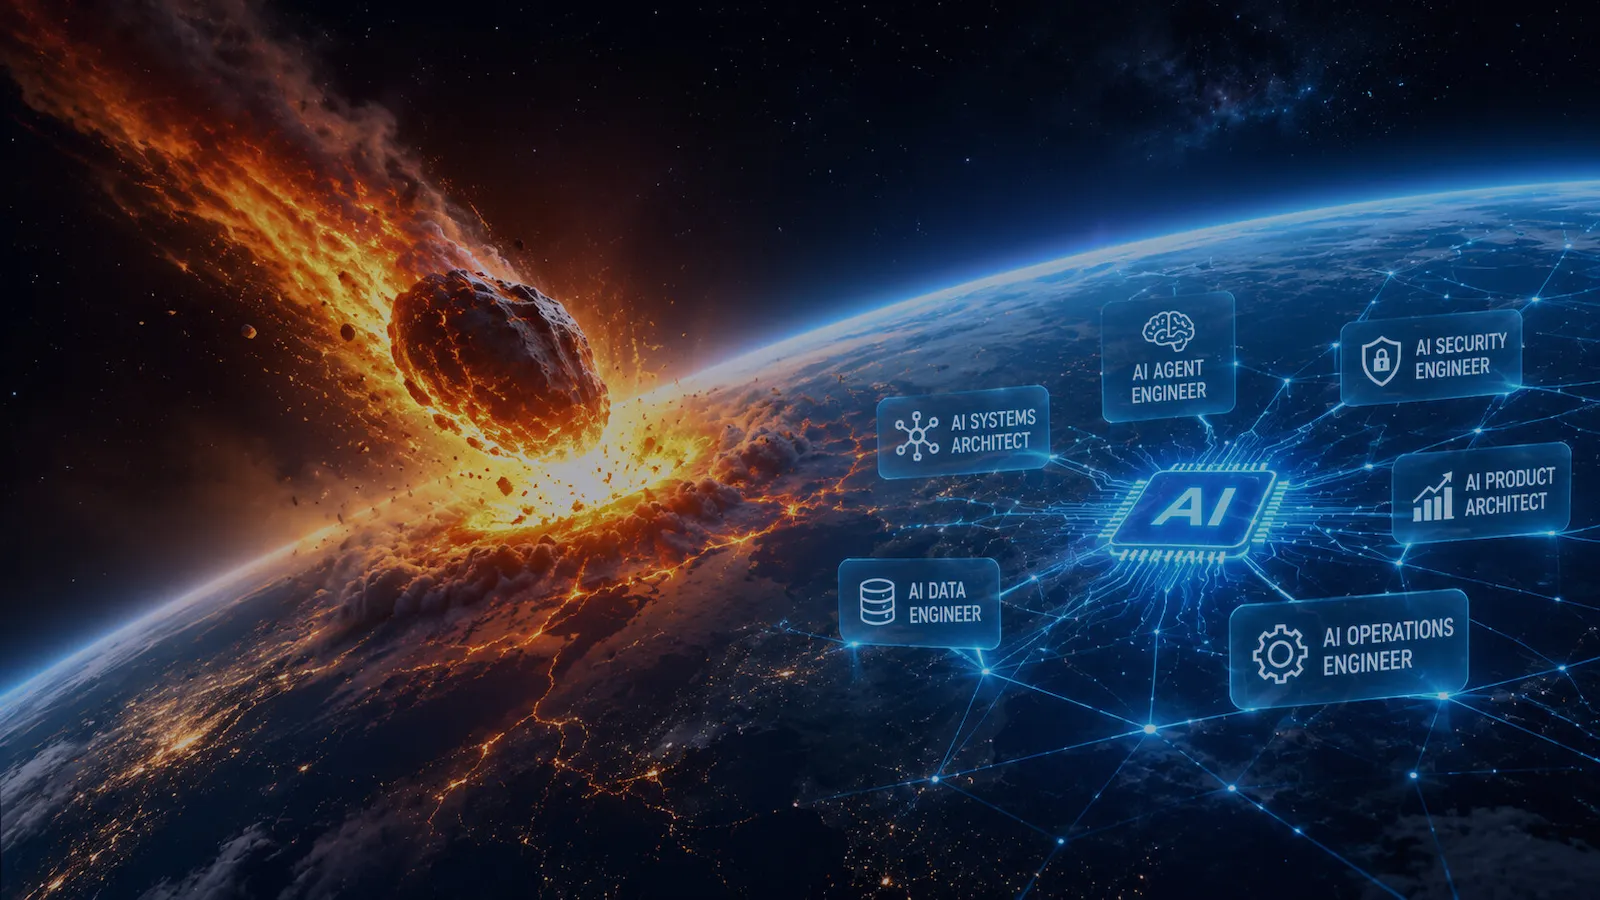 AI AGENT
ENGINEER
AI SECURITY
ENGINEER
AI SYSTEMS
ARCHITECT
AI PRODUCT
ARCHITECT
AI
AI DATA
ENGINEER
AI OPERATIONS
ENGINEER